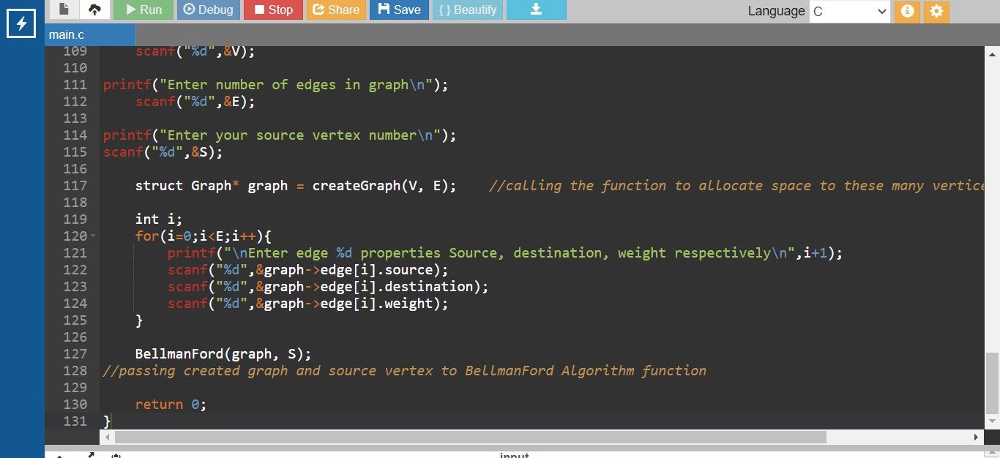 Run Debug Stop Share Save { } Beautify Language C
main.c
109 scanf("%d",&V);
110
111 printf("Enter number of edges in graph\n");
112 scanf("%d",&E);
113
114 printf("Enter your source vertex number\n");
115 scanf("%d",&S);
116
117 struct Graph* graph = createGraph(V, E); //calling the function to allocate space to these many vertice
118
119 int i;
120 for(i=0;i<E;i++){
121 printf("\nEnter edge %d properties Source, destination, weight respectively\n",i+1);
122 scanf("%d",&graph->edge[i].source);
123 scanf("%d",&graph->edge[i].destination);
124 scanf("%d",&graph->edge[i].weight);
125 }
126
127 BellmanFord(graph, S);
128 //passing created graph and source vertex to BellmanFord Algorithm function
129
130 return 0;
131 }
input